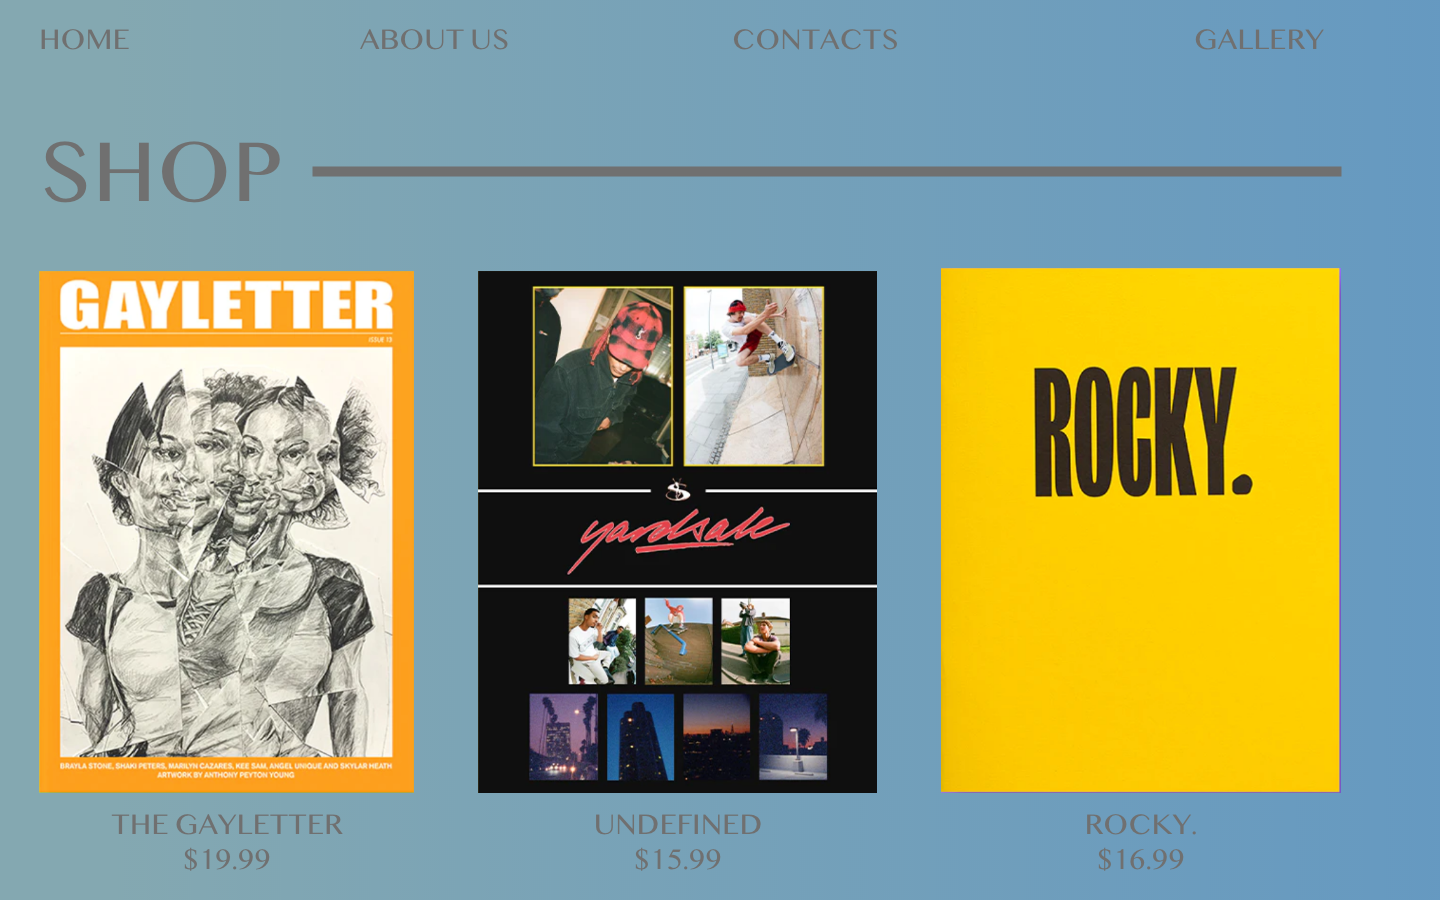 HOME ABOUT US CONTACTS GALLERY
SHOP
GAYLETTER
ISSUE 13
BRAYLA STONE, SHAKI PETERS, MARILYN CAZARES, KEE SAM, ANGEL UNIQUE AND SKYLAR HEATH
ARTWORK BY ANTHONY PEYTON YOUNG
yardsale
ROCKY.
THE GAYLETTER
$19.99
UNDEFINED
$15.99
ROCKY.
$16.99